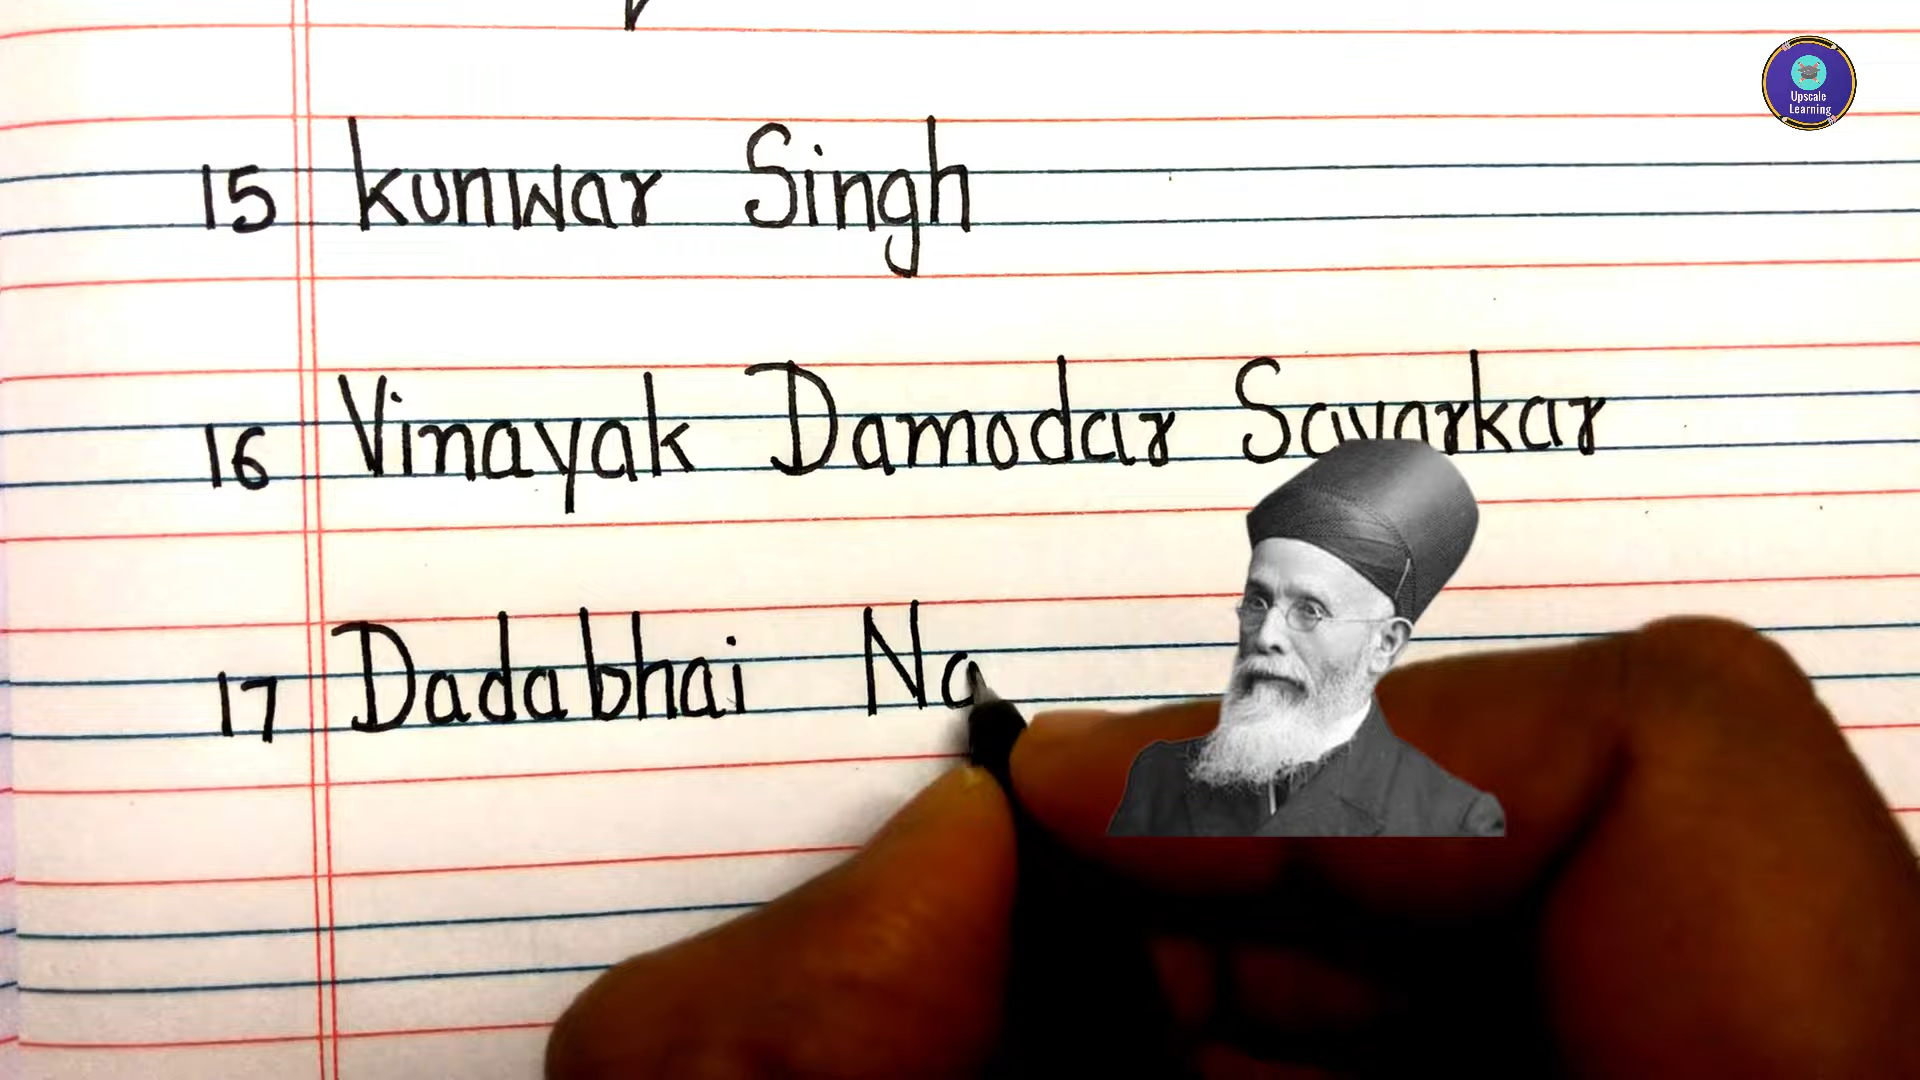 Upscale
Learning
15 kunwar Singh
16 Vinayak Damodar Savarkar
17 Dadabhai Na